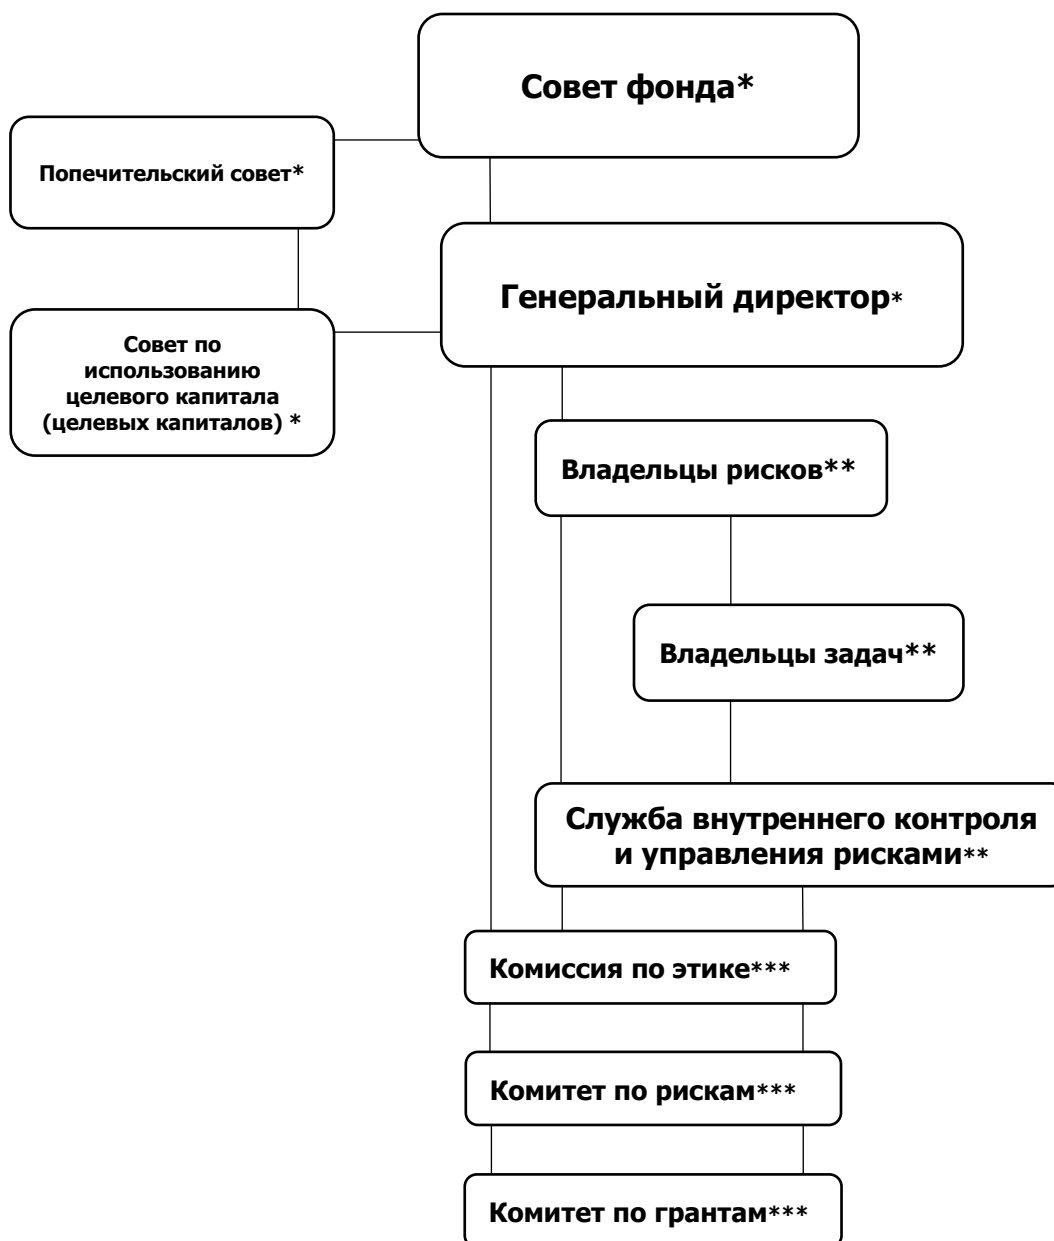 Совет фонда*
Попечительский совет*
Генеральный директор*
Совет по
использованию
целевого капитала
(целевых капиталов) *
Владельцы рисков**
Владельцы задач**
Служба внутреннего контроля
и управления рисками**
Комиссия по этике***
Комитет по рискам***
Комитет по грантам***